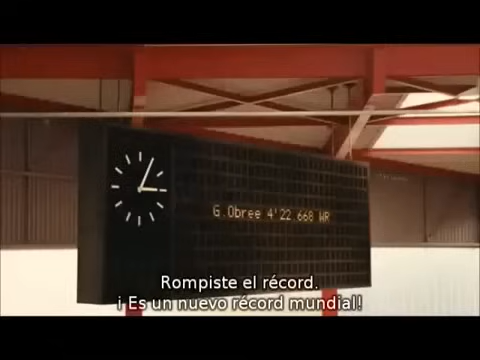 G.Obree 4'22.668 WR
Rompiste el récord.
¡ Es un nuevo récord mundial!